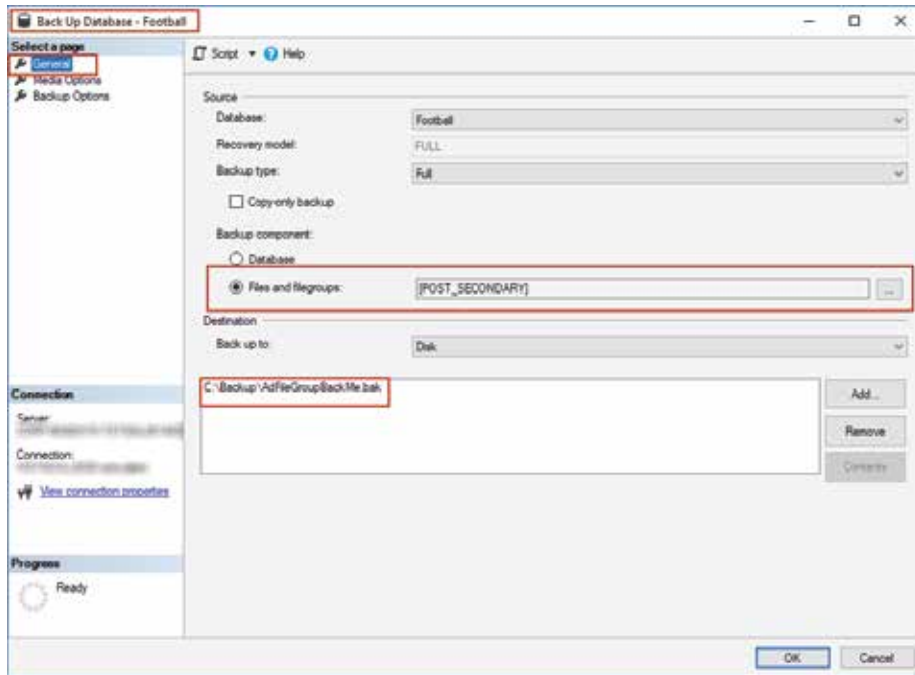 Back Up Database - Football
Select a page
General
Media Options
Backup Options
Script
Help
Source
Database:
Football
Recovery model:
FULL
Backup type:
Full
Copy-only backup
Backup component:
Database
Files and filegroups:
[POST_SECONDARY]
...
Destination
Back up to:
Disk
C:\Backup\AdFileGroupBackMe.bak
Add...
Remove
Contents
Connection
Server:
Connection:
View connection properties
Progress
Ready
OK
Cancel